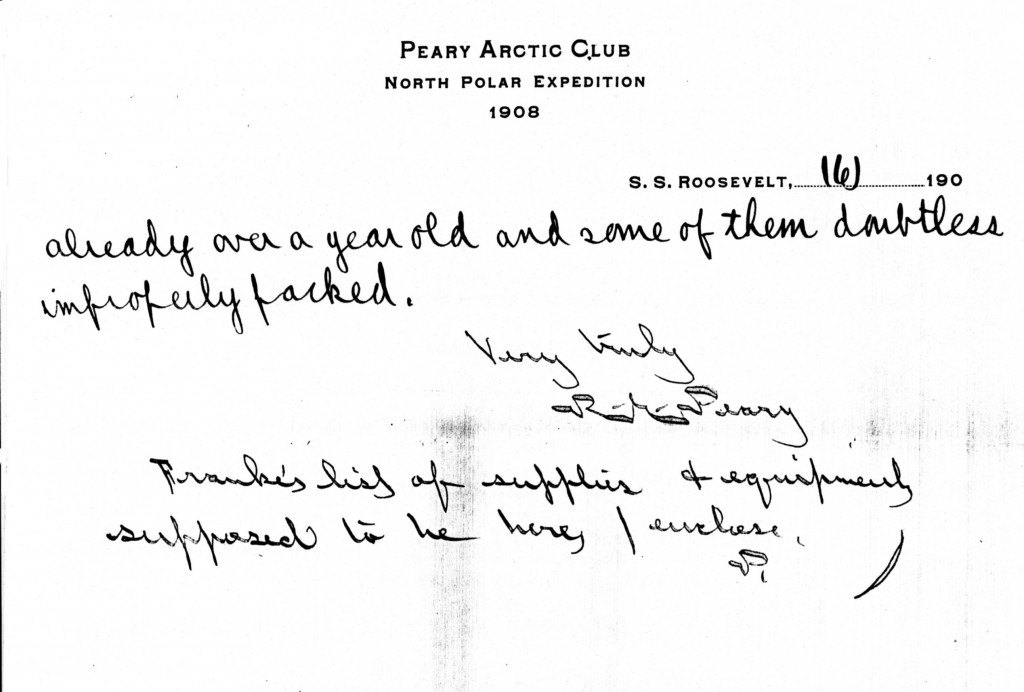 PEARY ARCTIC CLUB
NORTH POLAR EXPEDITION
1908
S. S. ROOSEVELT, (6) 190
already over a year old and some of them doubtless
improperly packed.
Very truly
R. E. Peary
Franke's list of supplies & equipment
supposed to be here, I enclose.
P.